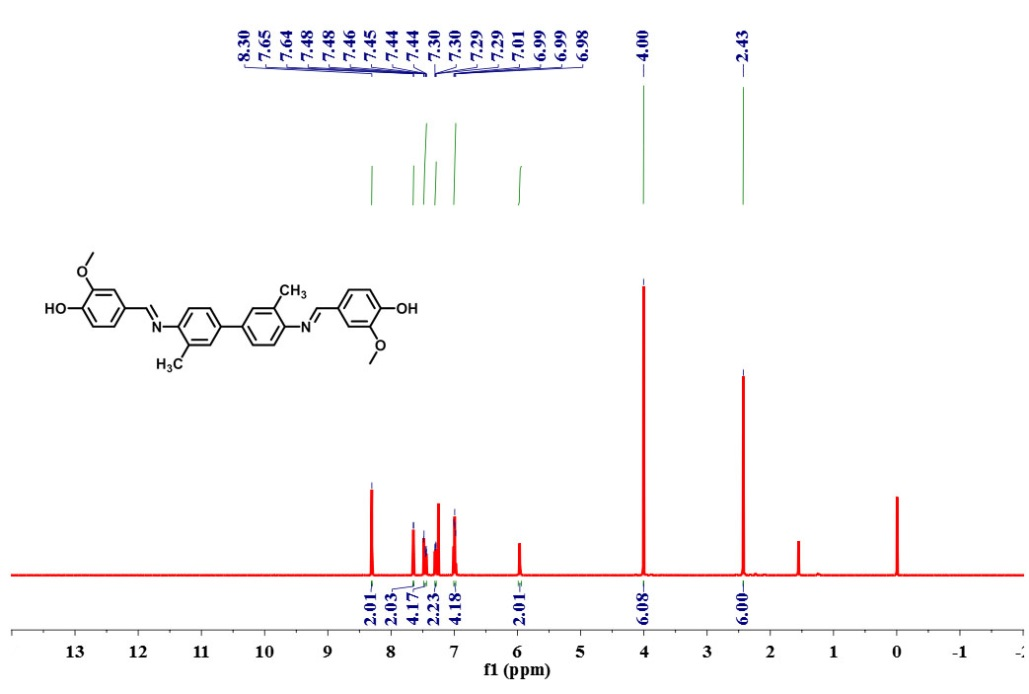 8.30 7.65 7.64 7.48 7.48 7.46 7.45 7.44 7.44 7.30 7.30 7.29 7.29 7.01 6.99 6.99 6.98 4.00 2.43
O
HO
N
H₃C
CH₃
N
OH
O
2.01 2.03 4.17 2.23 4.18 2.01 6.08 6.00
13 12 11 10 9 8 7 6 5 4 3 2 1 0 -1 -2
f1 (ppm)